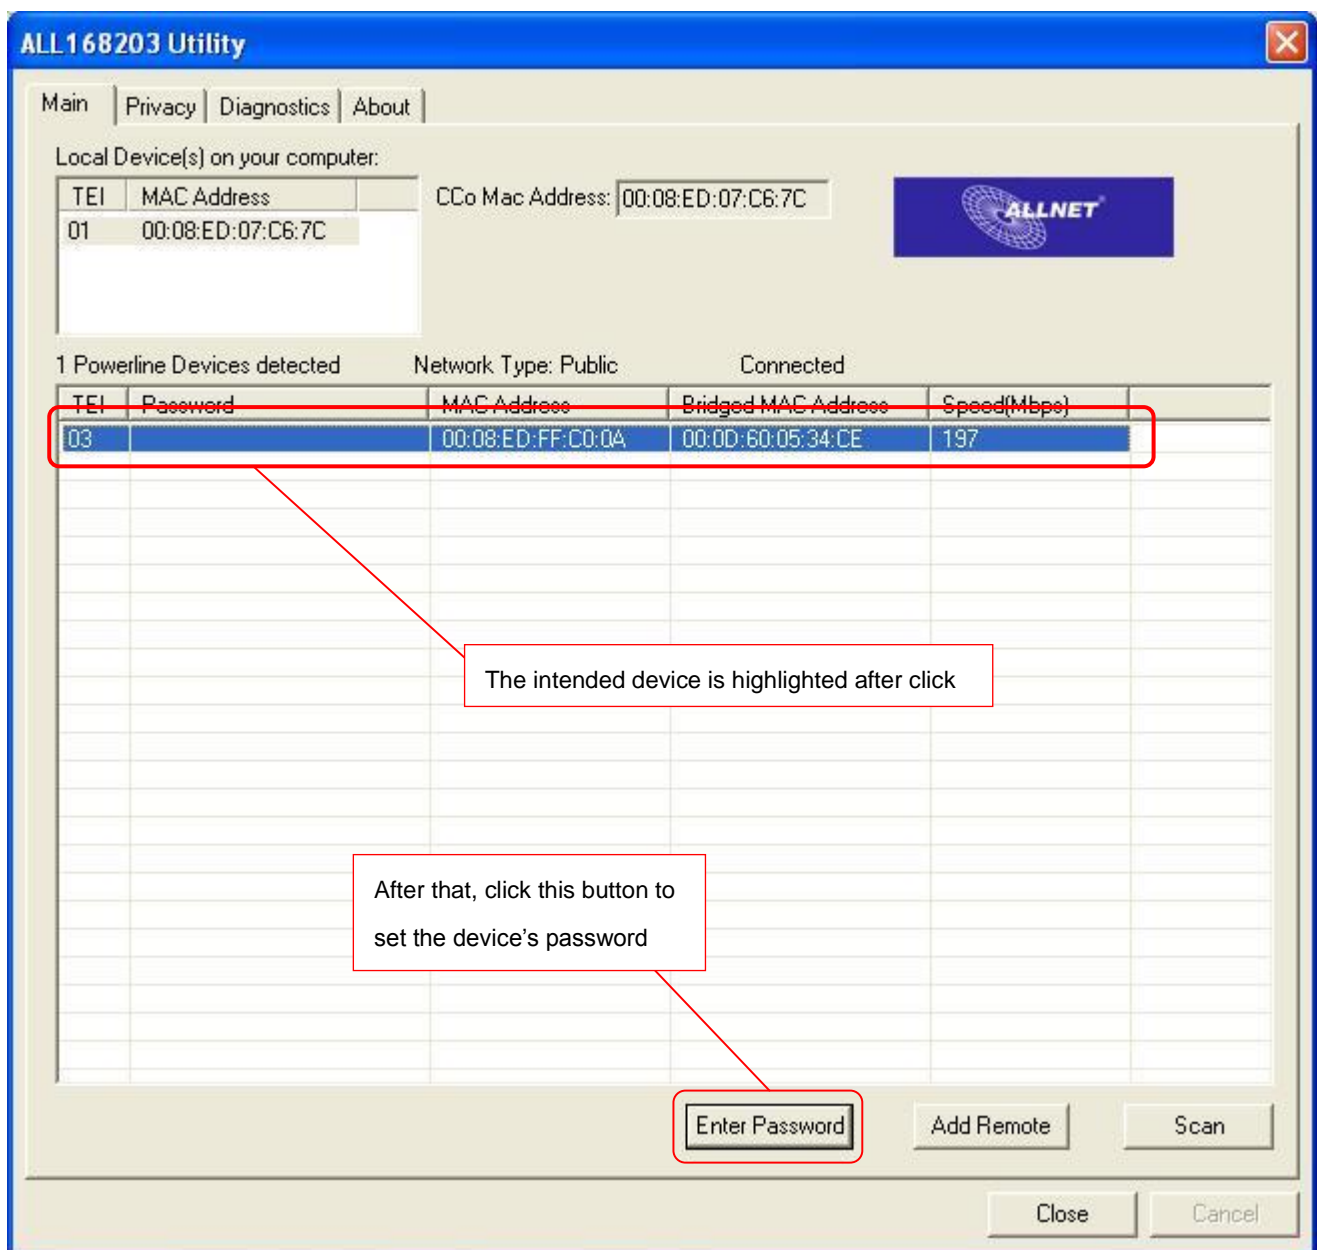 ALL168203 Utility
Main Privacy Diagnostics About
Local Device(s) on your computer:
TEI MAC Address
01 00:08:ED:07:C6:7C
CCo Mac Address: 00:08:ED:07:C6:7C
ALLNET
1 Powerline Devices detected Network Type: Public Connected
TEI Password MAC Address Bridged MAC Address Speed(Mbps)
03 00:08:ED:FF:C0:0A 00:0D:60:05:34:CE 197
The intended device is highlighted after click
After that, click this button to
set the device’s password
Enter Password Add Remote Scan
Close Cancel